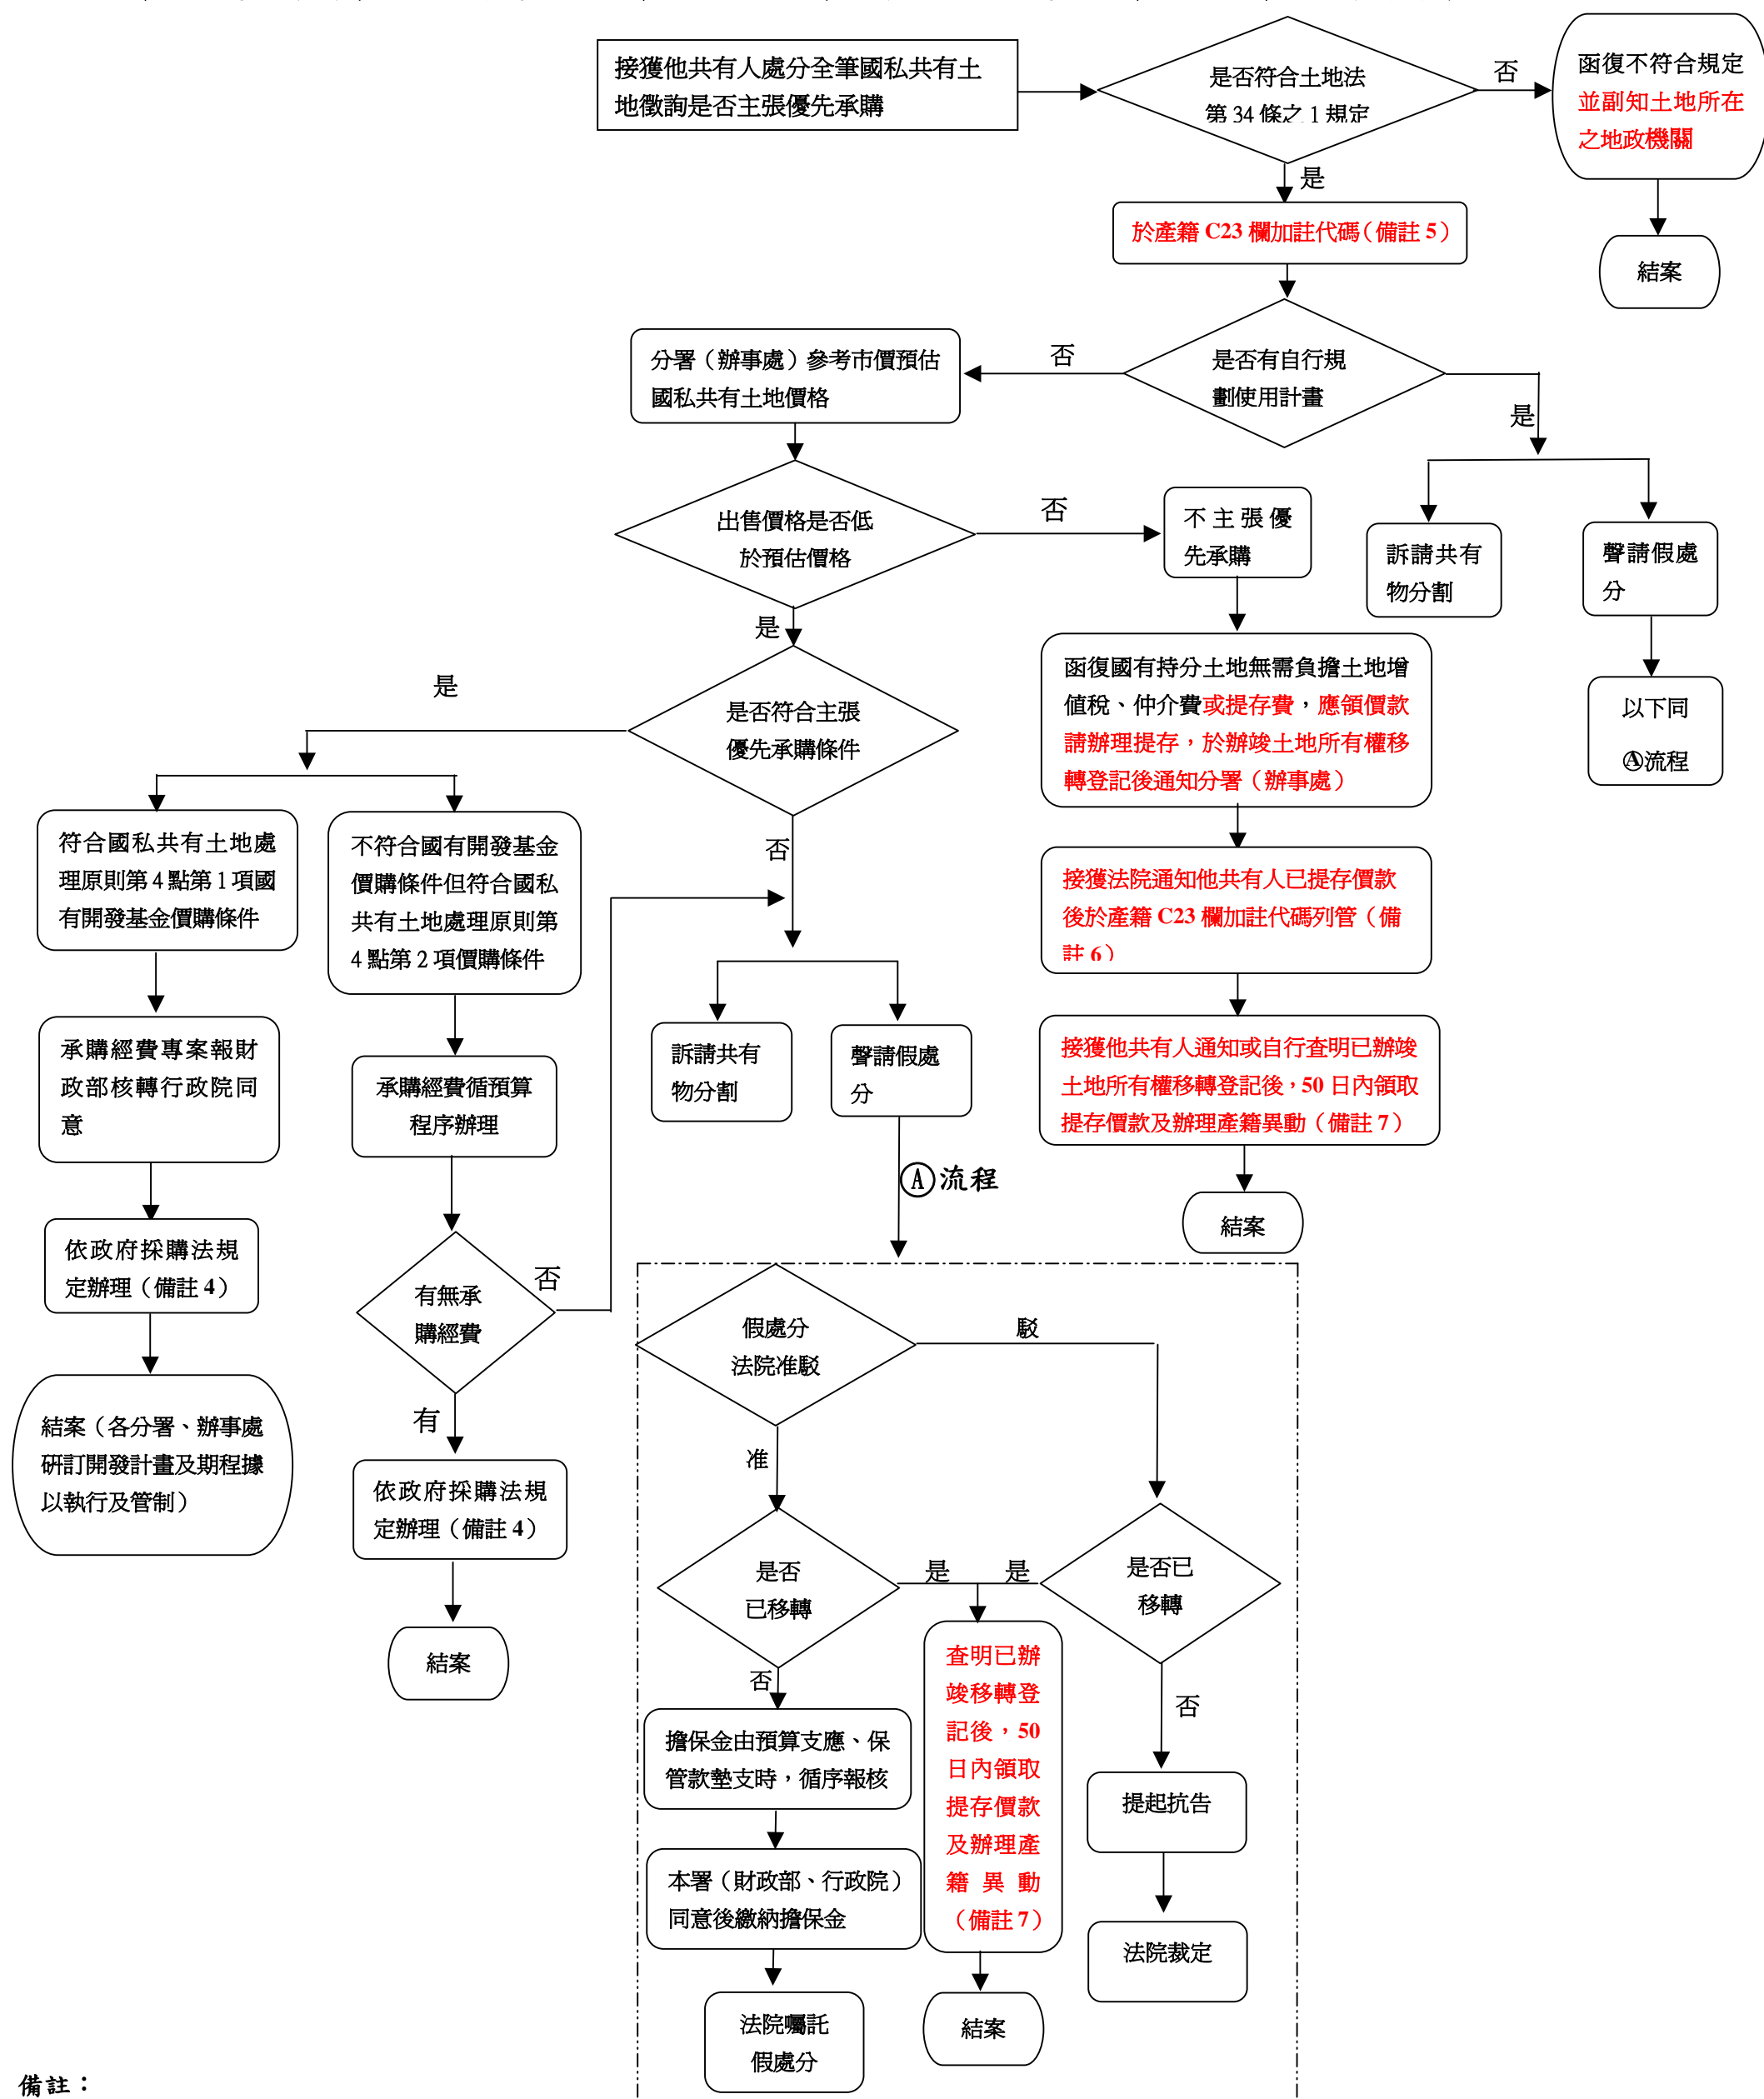 接獲他共有人處分全筆國私共有土
地徵詢是否主張優先承購
是否符合土地法
第 34 條之 1 規定
否
函復不符合規定
並副知土地所在
之地政機關
結案
是
於產籍 C23 欄加註代碼（備註 5）
是否有自行規
劃使用計畫
否
是
分署（辦事處）參考市價預估
國私共有土地價格
訴請共有
物分割
聲請假處
分
以下同
Ⓐ流程
出售價格是否低
於預估價格
否
不主張優
先承購
是
函復國有持分土地無需負擔土地增
值稅、仲介費或提存費，應領價款
請辦理提存，於辦竣土地所有權移
轉登記後通知分署（辦事處）
接獲法院通知他共有人已提存價款
後於產籍 C23 欄加註代碼列管（備
註 6）
接獲他共有人通知或自行查明已辦竣
土地所有權移轉登記後，50 日內領取
提存價款及辦理產籍異動（備註 7）
結案
是否符合主張
優先承購條件
是
否
符合國私共有土地處
理原則第 4 點第 1 項國
有開發基金價購條件
承購經費專案報財
政部核轉行政院同
意
依政府採購法規
定辦理（備註 4）
結案（各分署、辦事處
研訂開發計畫及期程據
以執行及管制）
不符合國有開發基金
價購條件但符合國私
共有土地處理原則第
4 點第 2 項價購條件
承購經費循預算
程序辦理
有無承
購經費
否
有
依政府採購法規
定辦理（備註 4）
結案
訴請共有
物分割
聲請假處
分
Ⓐ流程
假處分
法院准駁
駁
准
是否
已移轉
是
是
是否已
移轉
否
否
擔保金由預算支應、保
管款墊支時，循序報核
本署（財政部、行政院）
同意後繳納擔保金
法院囑託
假處分
查明已辦
竣移轉登
記後，50
日內領取
提存價款
及辦理產
籍異動
（備註 7）
結案
提起抗告
法院裁定
備註：